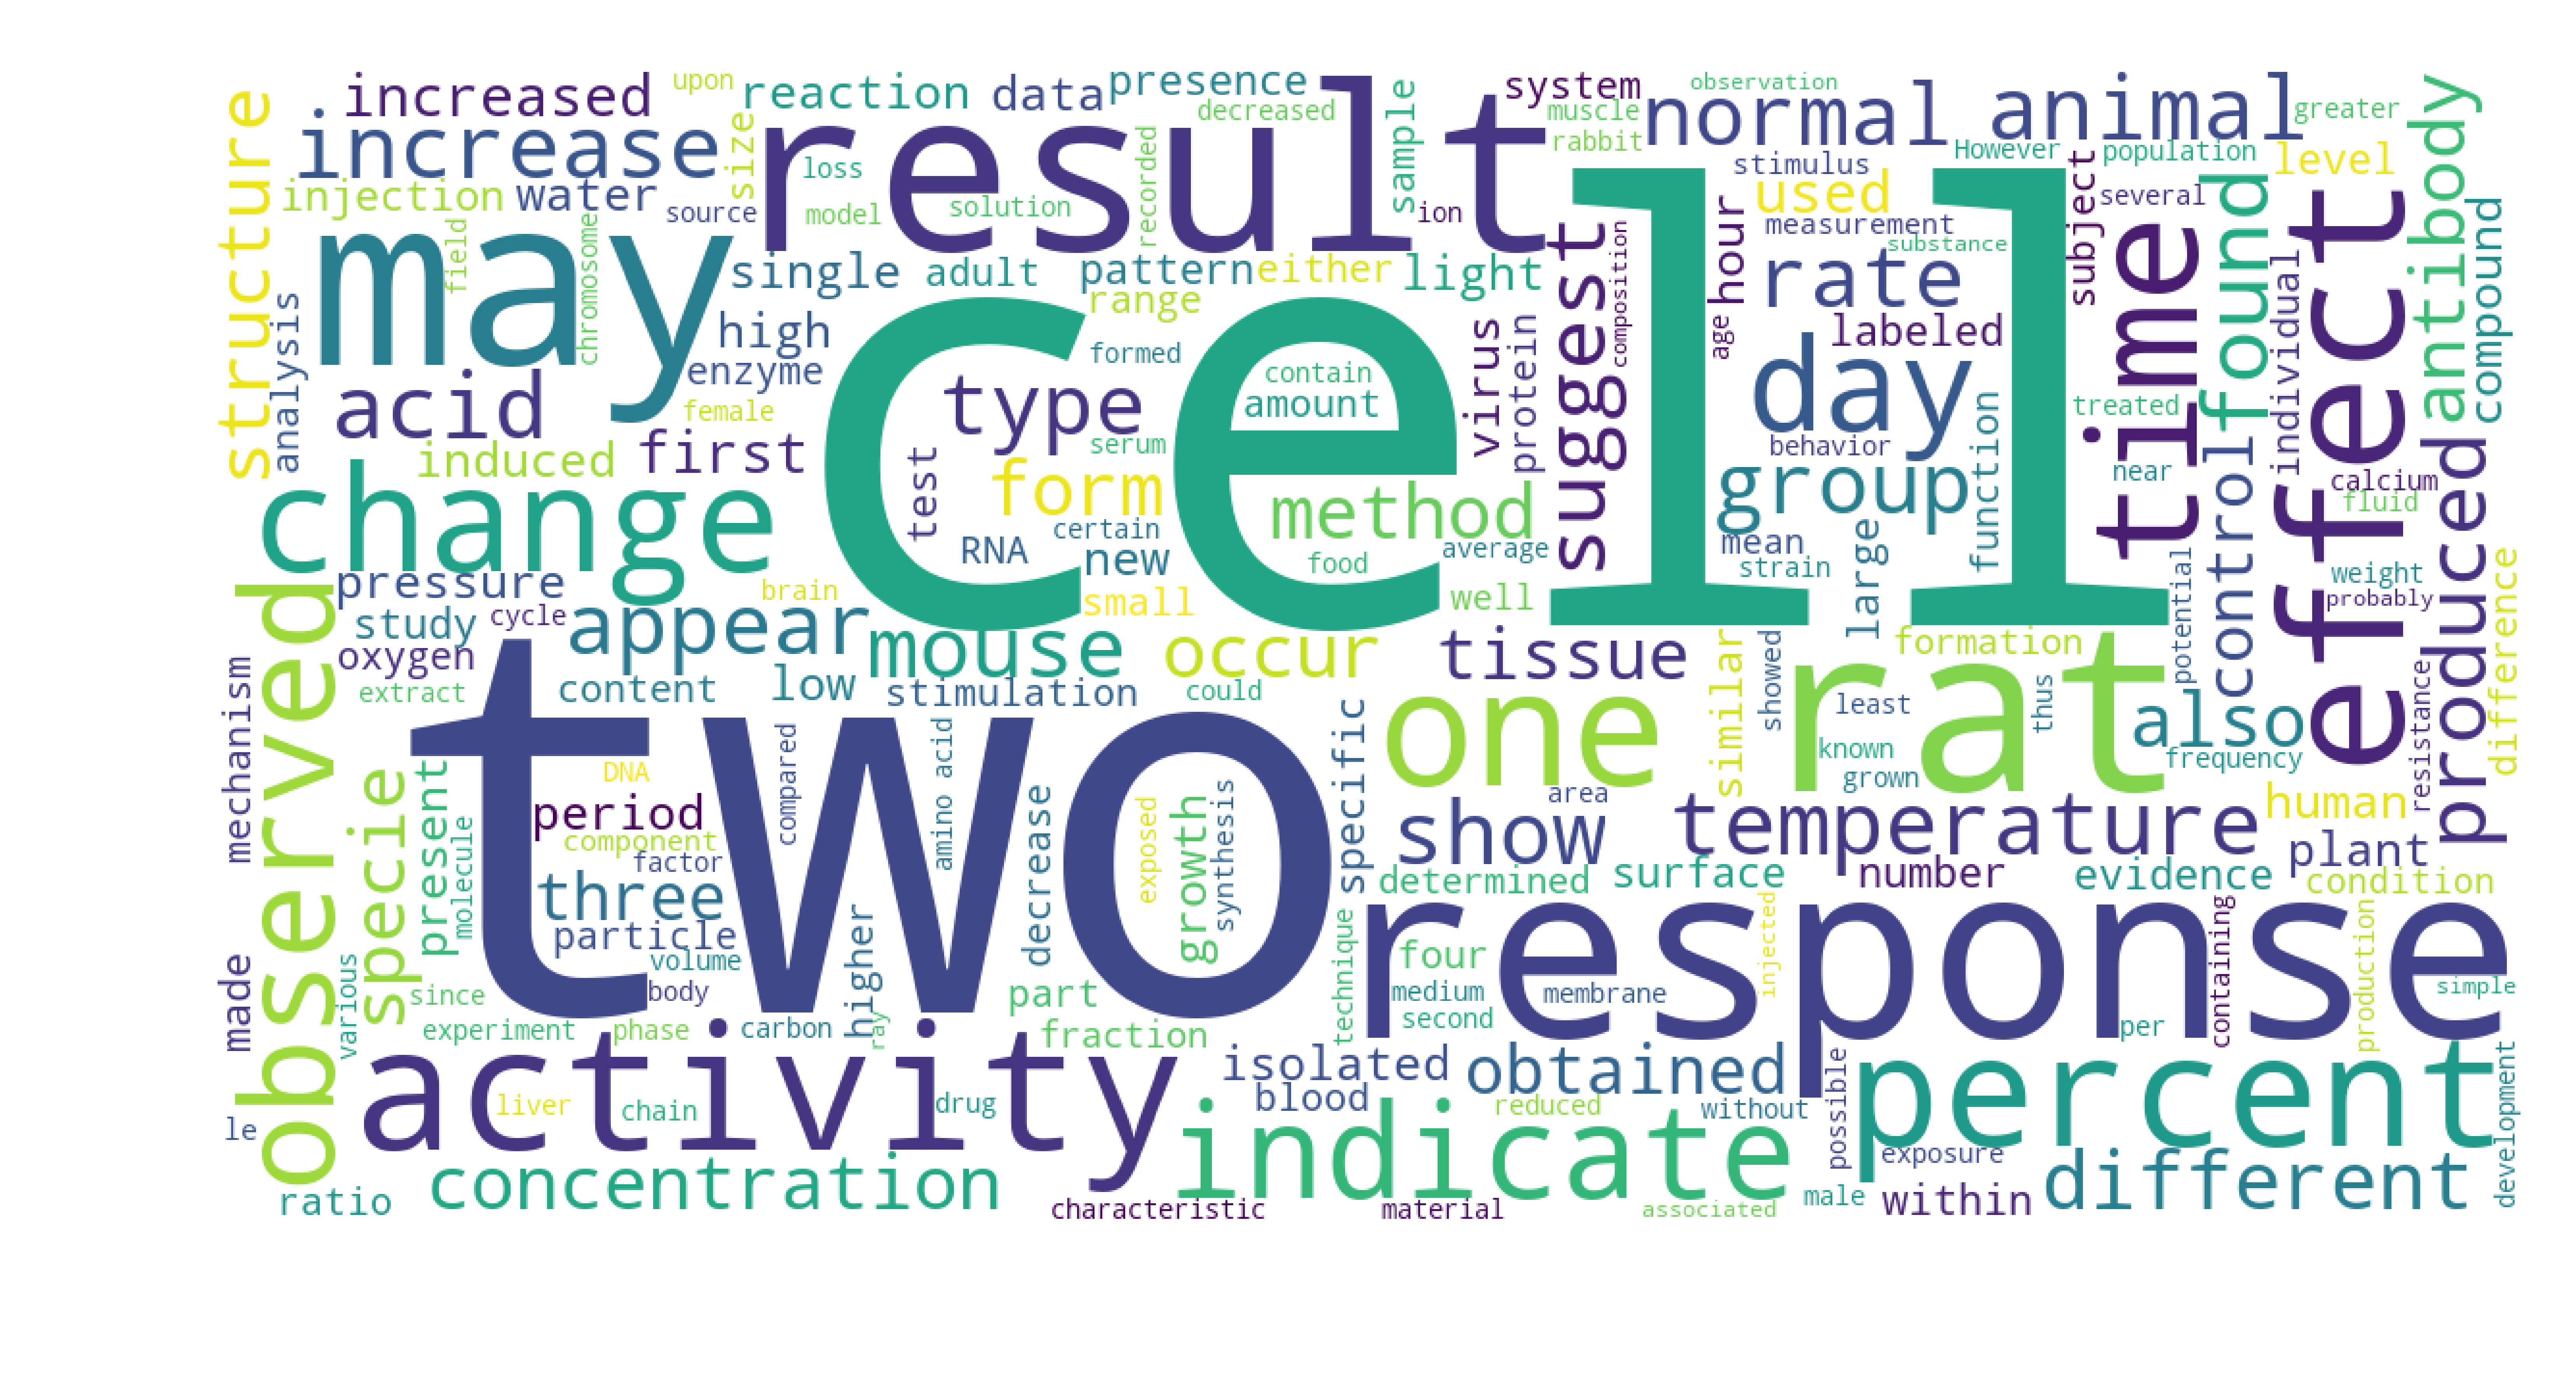 increased
upon
reaction
data
presence
decreased
sample
system
muscle
rabbit
observation
normal
animal
greater
antibody
structure
increase
size
result
loss
recorded
stimulus
However
population
level
injection
water
source
model
solution
ion
used
several
subject
found
effect
may
field
chromosome
single
adult
pattern
either
light
suggest
composition
hour
measurement
substance
rate
time
individual
compound
analysis
high
range
virus
protein
age
labeled
enzyme
formed
cell
acid
female
type
contain
amount
day
treated
induced
first
serum
behavior
function
control
near
calcium
fluid
produced
change
test
form
method
group
RNA
certain
new
average
mean
strain
large
potential
weight
probably
difference
pressure
brain
food
small
well
observed
study
cycle
appear
mouse
occur
tissue
similar
showed
formation
oxygen
mechanism
extract
content
low
stimulation
could
one
rat
least
thus
also
resistance
two
specific
known
grown
frequency
specie
present
DNA
compared
amino acid
period
component
factor
molecule
decrease
exposed
growth
synthesis
area
show
temperature
human
plant
three
determined
surface
number
evidence
condition
particle
volume
higher
response
made
various
since
body
part
technique
four
medium
second
membrane
injected
containing
production
simple
experiment
phase
carbon
ray
fraction
per
activity
isolated
obtained
percent
development
le
liver
chain
drug
blood
indicate
reduced
without
possible
exposure
different
ratio
concentration
characteristic
material
associated
male
within